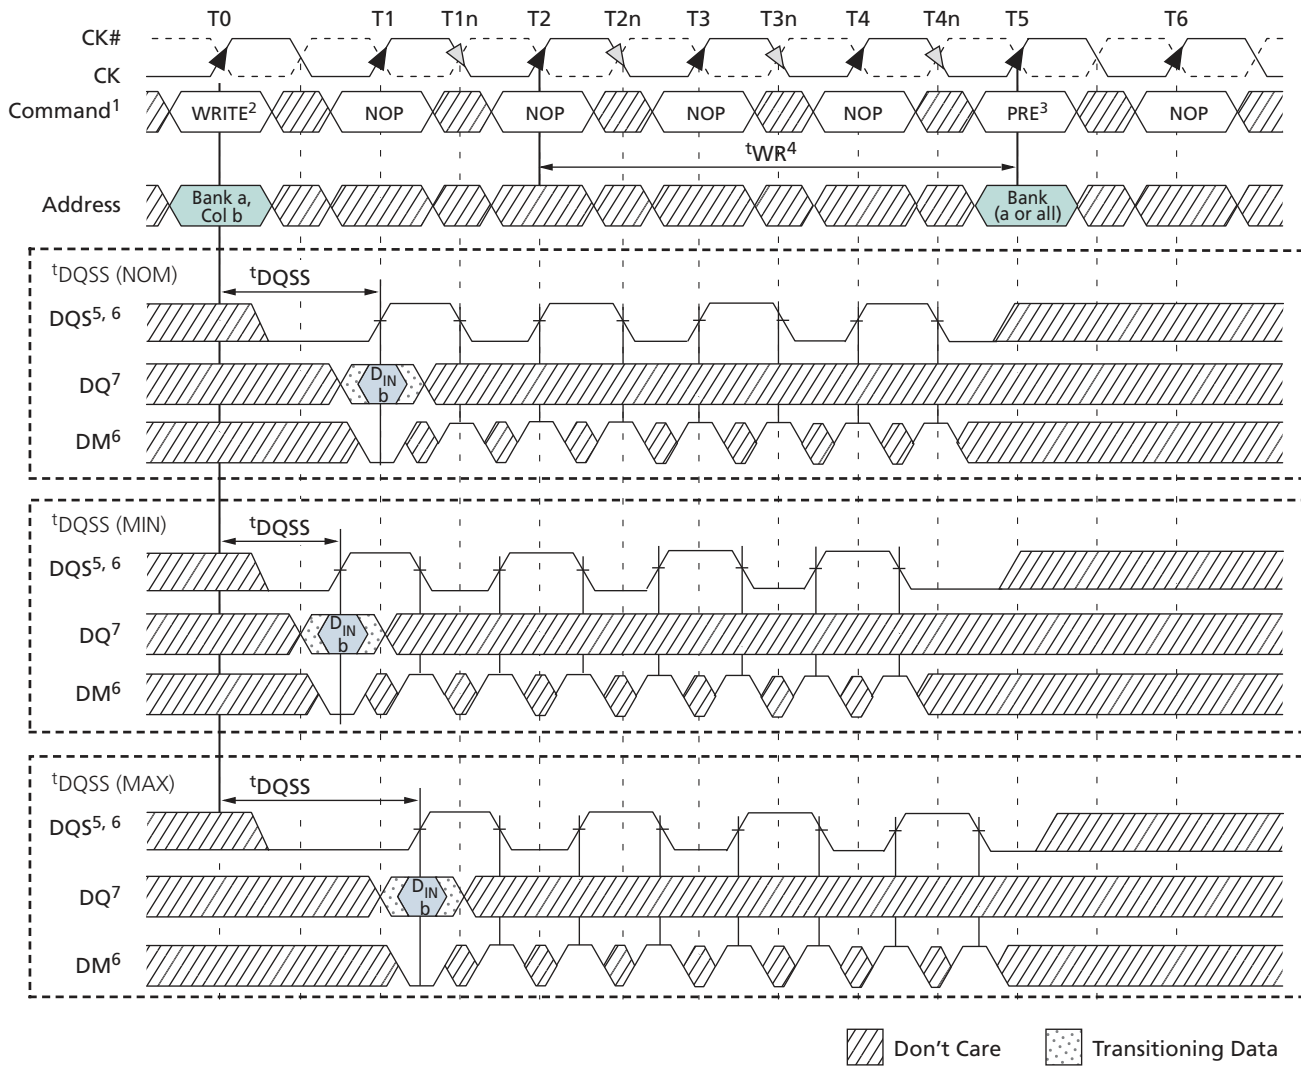 T0 T1 T1n T2 T2n T3 T3n T4 T4n T5 T6
CK#
CK
Command1 WRITE2 NOP NOP NOP NOP PRE3 NOP
tWR4
Address Bank a, Col b Bank (a or all)
tDQSS (NOM) tDQSS
DQS5, 6
DQ7 DIN b
DM6
tDQSS (MIN) tDQSS
DQS5, 6
DQ7 DIN b
DM6
tDQSS (MAX) tDQSS
DQS5, 6
DQ7 DIN b
DM6
Don't Care Transitioning Data